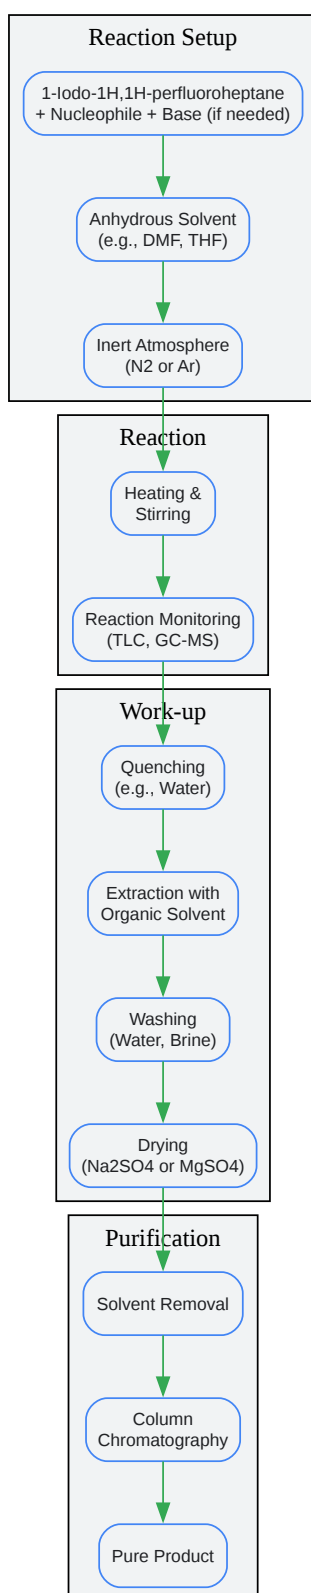 Reaction Setup
1-Iodo-1H,1H-perfluoroheptane
+ Nucleophile + Base (if needed)
Anhydrous Solvent
(e.g., DMF, THF)
Inert Atmosphere
(N2 or Ar)
Reaction
Heating &
Stirring
Reaction Monitoring
(TLC, GC-MS)
Work-up
Quenching
(e.g., Water)
Extraction with
Organic Solvent
Washing
(Water, Brine)
Drying
(Na2SO4 or MgSO4)
Purification
Solvent Removal
Column
Chromatography
Pure Product